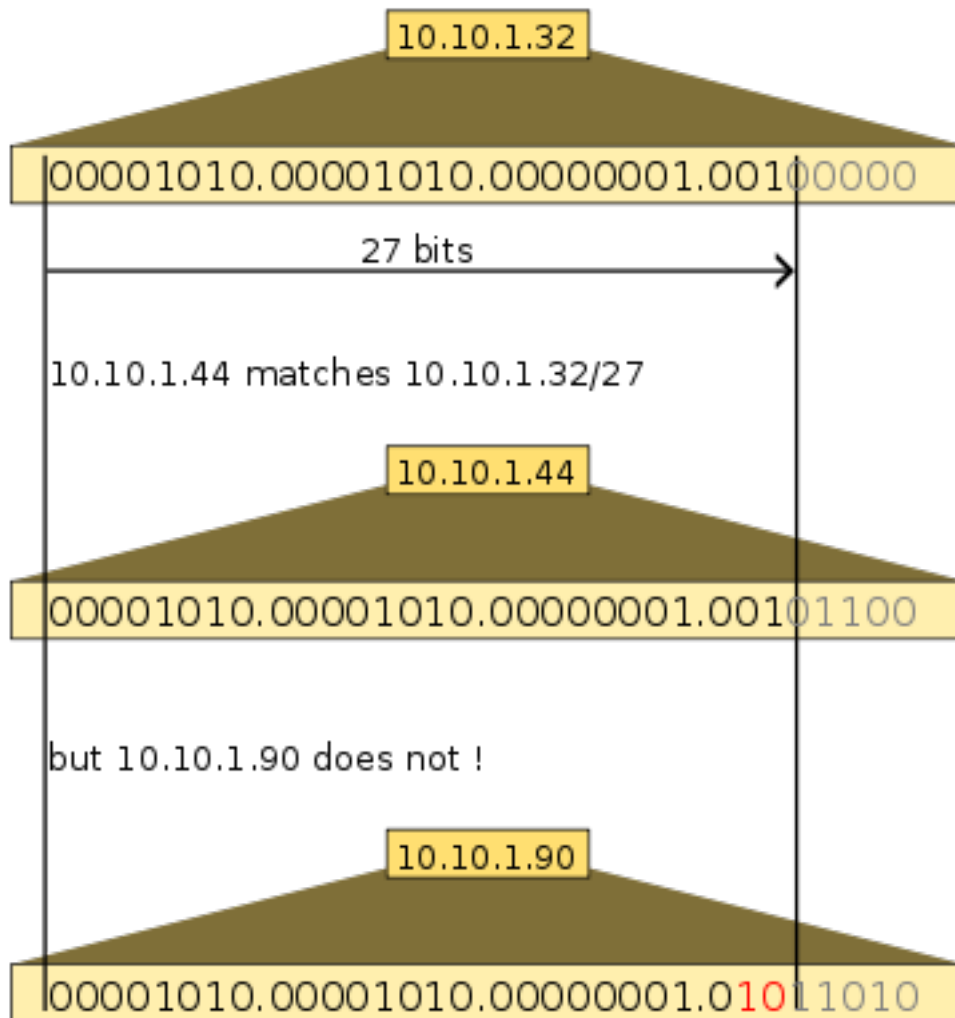 10.10.1.32
00001010.00001010.00000001.00100000
27 bits
10.10.1.44 matches 10.10.1.32/27
10.10.1.44
00001010.00001010.00000001.00101100
but 10.10.1.90 does not !
10.10.1.90
00001010.00001010.00000001.01011010